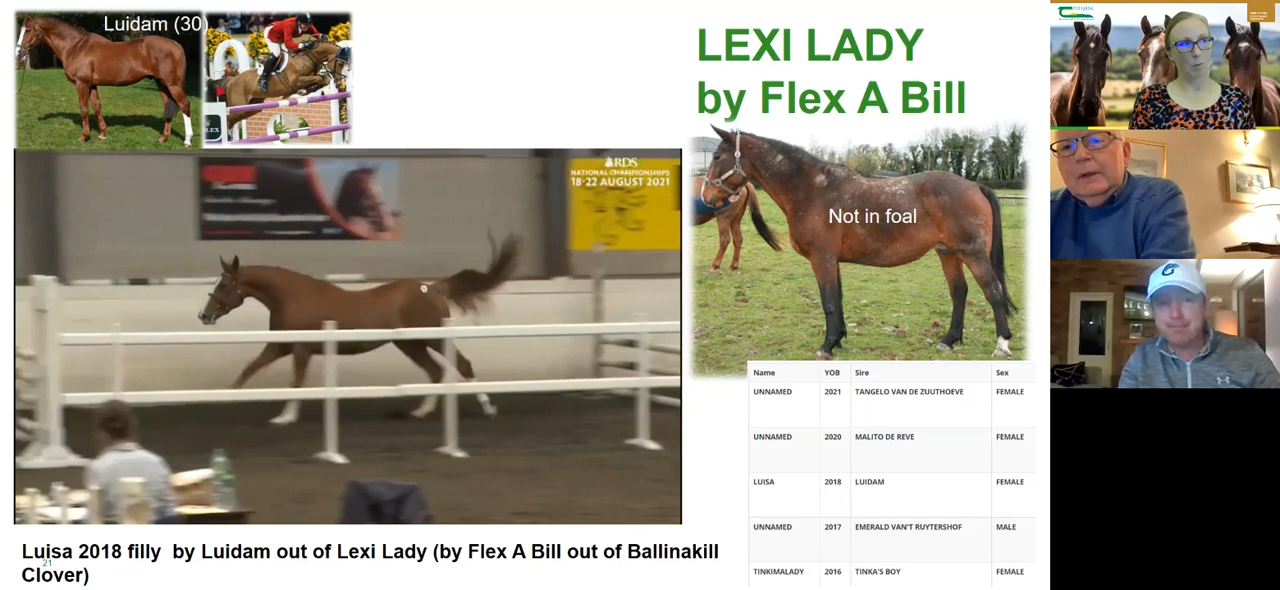 Luidam (30)
LEXI LADY
by Flex A Bill
RDS
NATIONAL CHAMPIONSHIPS
18-22 AUGUST 2021
Not in foal
Name YOB Sire Sex
UNNAMED 2021 TANGELO VAN DE ZUUTHOEVE FEMALE
UNNAMED 2020 MALITO DE REVE FEMALE
LUISA 2018 LUIDAM FEMALE
UNNAMED 2017 EMERALD VAN'T RUYTERSHOF MALE
TINKIMALADY 2016 TINKA'S BOY FEMALE
Luisa 2018 filly by Luidam out of Lexi Lady (by Flex A Bill out of Ballinakill
Clover)
21